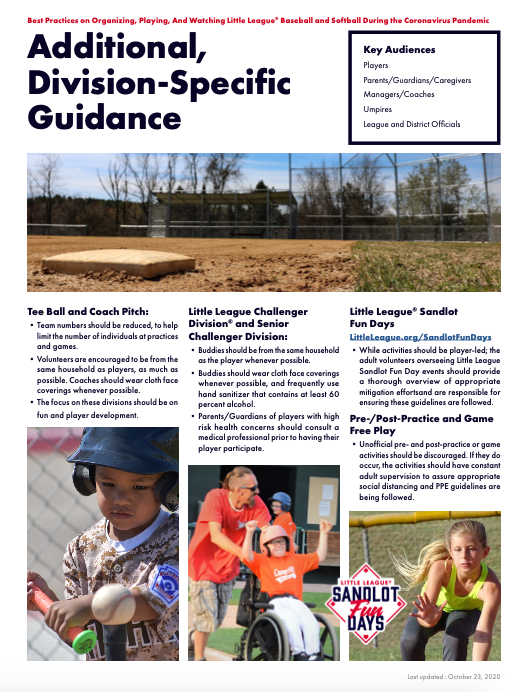 Best Practices on Organizing, Playing, And Watching Little League® Baseball and Softball During the Coronavirus Pandemic
Additional,
Division-Specific
Guidance
Key Audiences
Players
Parents/Guardians/Caregivers
Managers/Coaches
Umpires
League and District Officials
Tee Ball and Coach Pitch:
• Team numbers should be reduced, to help
limit the number of individuals at practices
and games.
• Volunteers are encouraged to be from the
same household as players, as much as
possible. Coaches should wear cloth face
coverings whenever possible.
• The focus on these divisions should be on
fun and player development.
Little League Challenger
Division® and Senior
Challenger Division:
• Buddies should be from the same household
as the player whenever possible.
• Buddies should wear cloth face coverings
whenever possible, and frequently use
hand sanitizer that contains at least 60
percent alcohol.
• Parents/Guardians of players with high
risk health concerns should consult a
medical professional prior to having their
player participate.
Little League® Sandlot
Fun Days
LittleLeague.org/SandlotFunDays
• While activities should be player-led; the
adult volunteers overseeing Little League
Sandlot Fun Day events should provide
a thorough overview of appropriate
mitigation effortsand are responsible for
ensuring these guidelines are followed.
Pre-/Post-Practice and Game
Free Play
• Unofficial pre- and post-practice or game
activities should be discouraged. If they do
occur, the activities should have constant
adult supervision to assure appropriate
social distancing and PPE guidelines are
being followed.
LITTLE LEAGUE®
SANDLOT
Fun
DAYS
Last updated: October 23, 2020